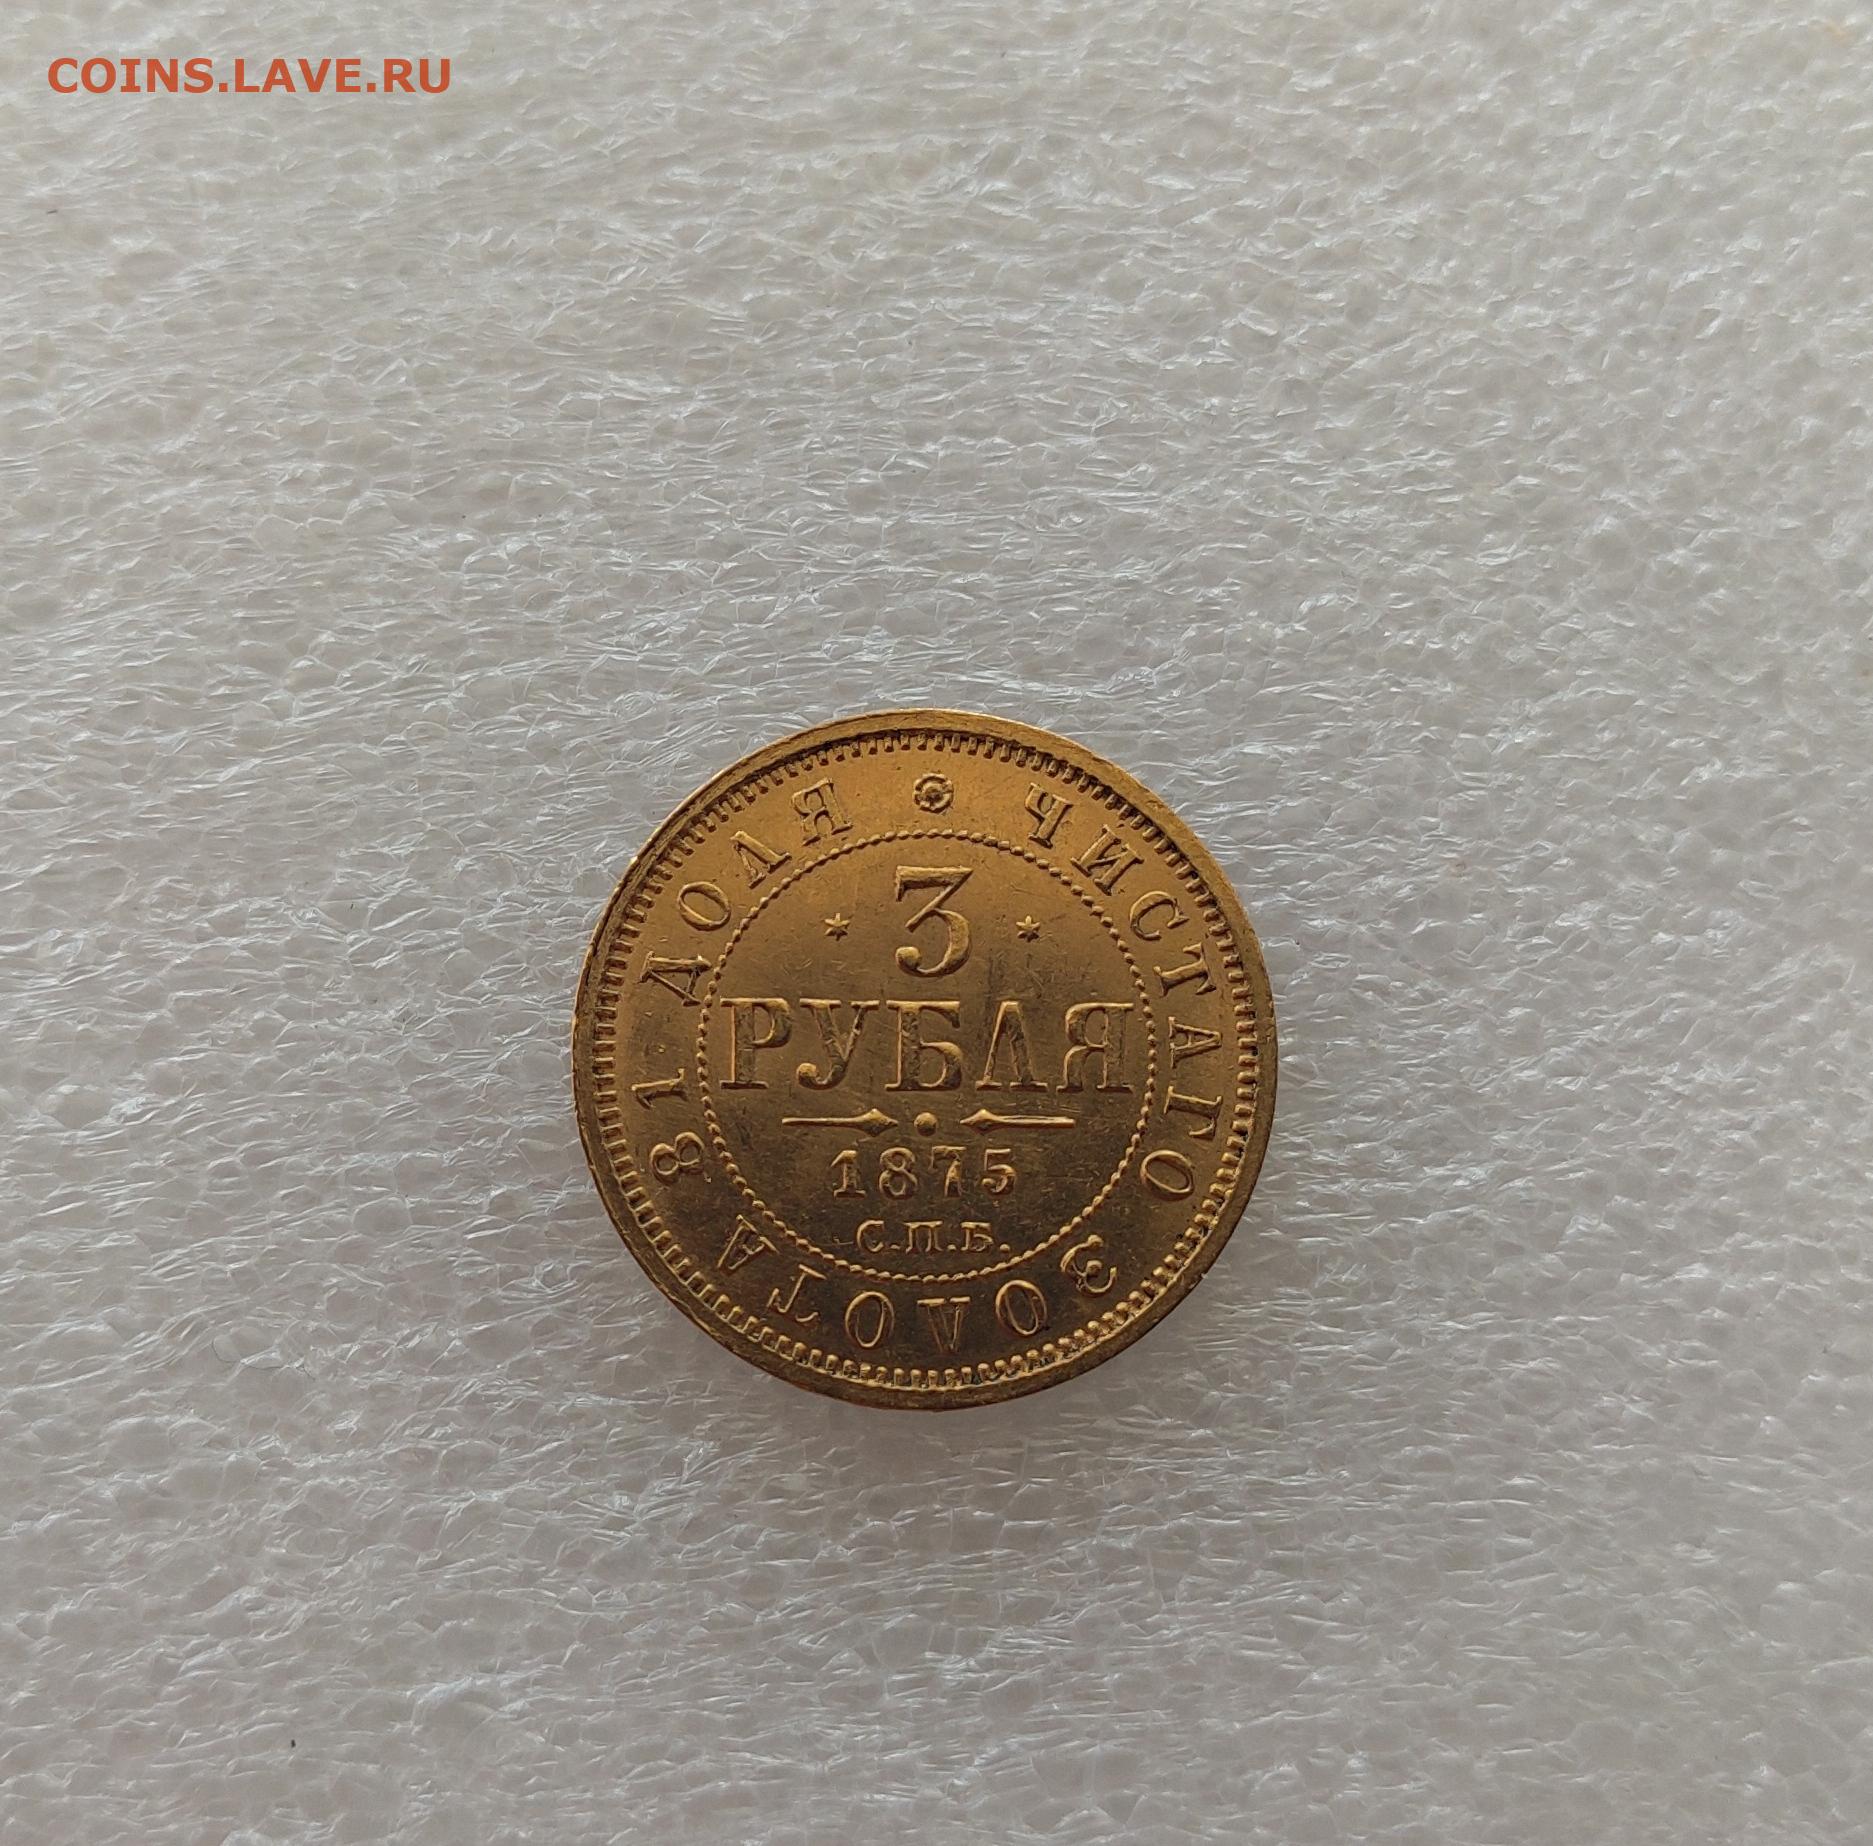 COINS.LAVE.RU
ЧИСТАГО ЗОЛОТА 81 ДОЛЯ
* 3 *
РУБЛЯ
1875
С.П.Б.